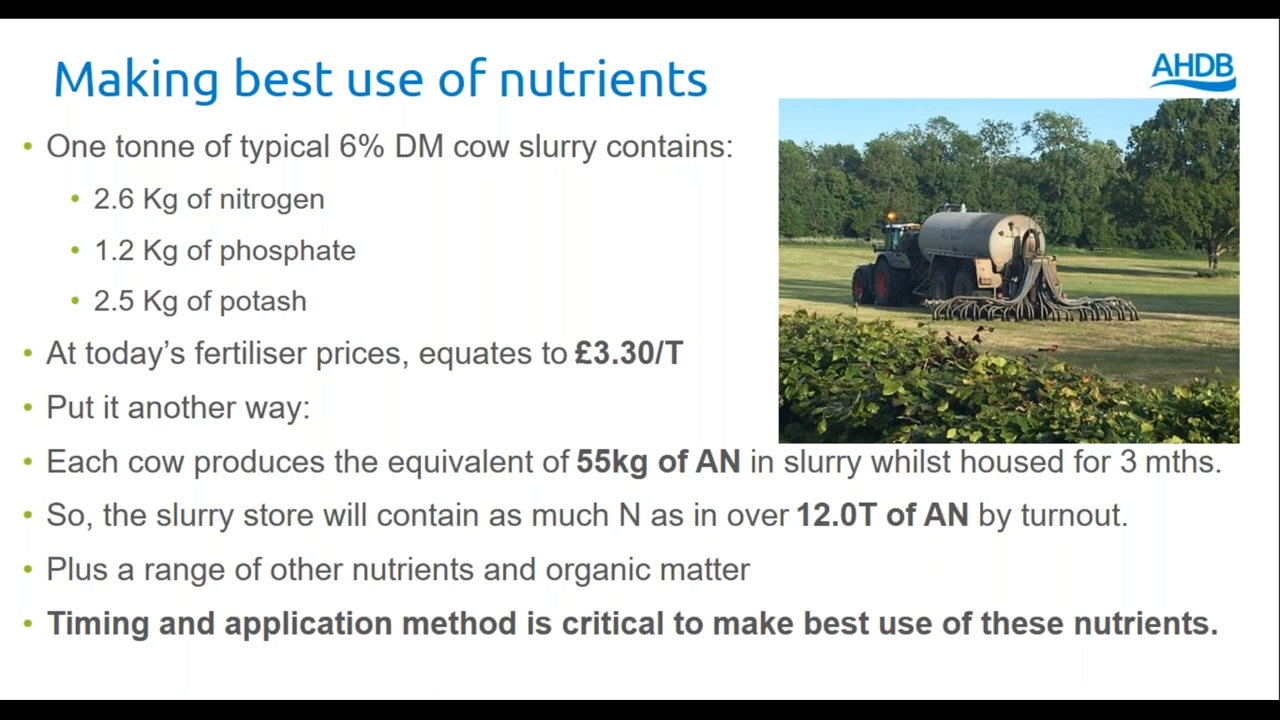 Making best use of nutrients
AHDB
• One tonne of typical 6% DM cow slurry contains:
• 2.6 Kg of nitrogen
• 1.2 Kg of phosphate
• 2.5 Kg of potash
• At today’s fertiliser prices, equates to £3.30/T
• Put it another way:
• Each cow produces the equivalent of 55kg of AN in slurry whilst housed for 3 mths.
• So, the slurry store will contain as much N as in over 12.0T of AN by turnout.
• Plus a range of other nutrients and organic matter
• Timing and application method is critical to make best use of these nutrients.